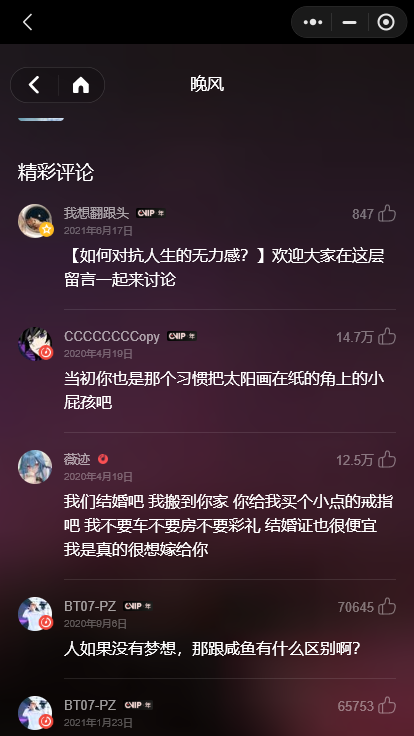 晚风
精彩评论
我想翻跟头 VIP 年
847
2021年6月17日
【如何对抗人生的无力感？】欢迎大家在这层
留言一起来讨论
CCCCCCCCopy VIP 年
14.7万
2020年4月19日
当初你也是那个习惯把太阳画在纸的角上的小
屁孩吧
薇迹
12.5万
2020年4月19日
我们结婚吧 我搬到你家 你给我买个小点的戒指
吧 我不要车不要房不要彩礼 结婚证也很便宜
我是真的很想嫁给你
BT07-PZ VIP 年
70645
2020年9月6日
人如果没有梦想，那跟咸鱼有什么区别啊？
BT07-PZ VIP 年
65753
2021年1月23日